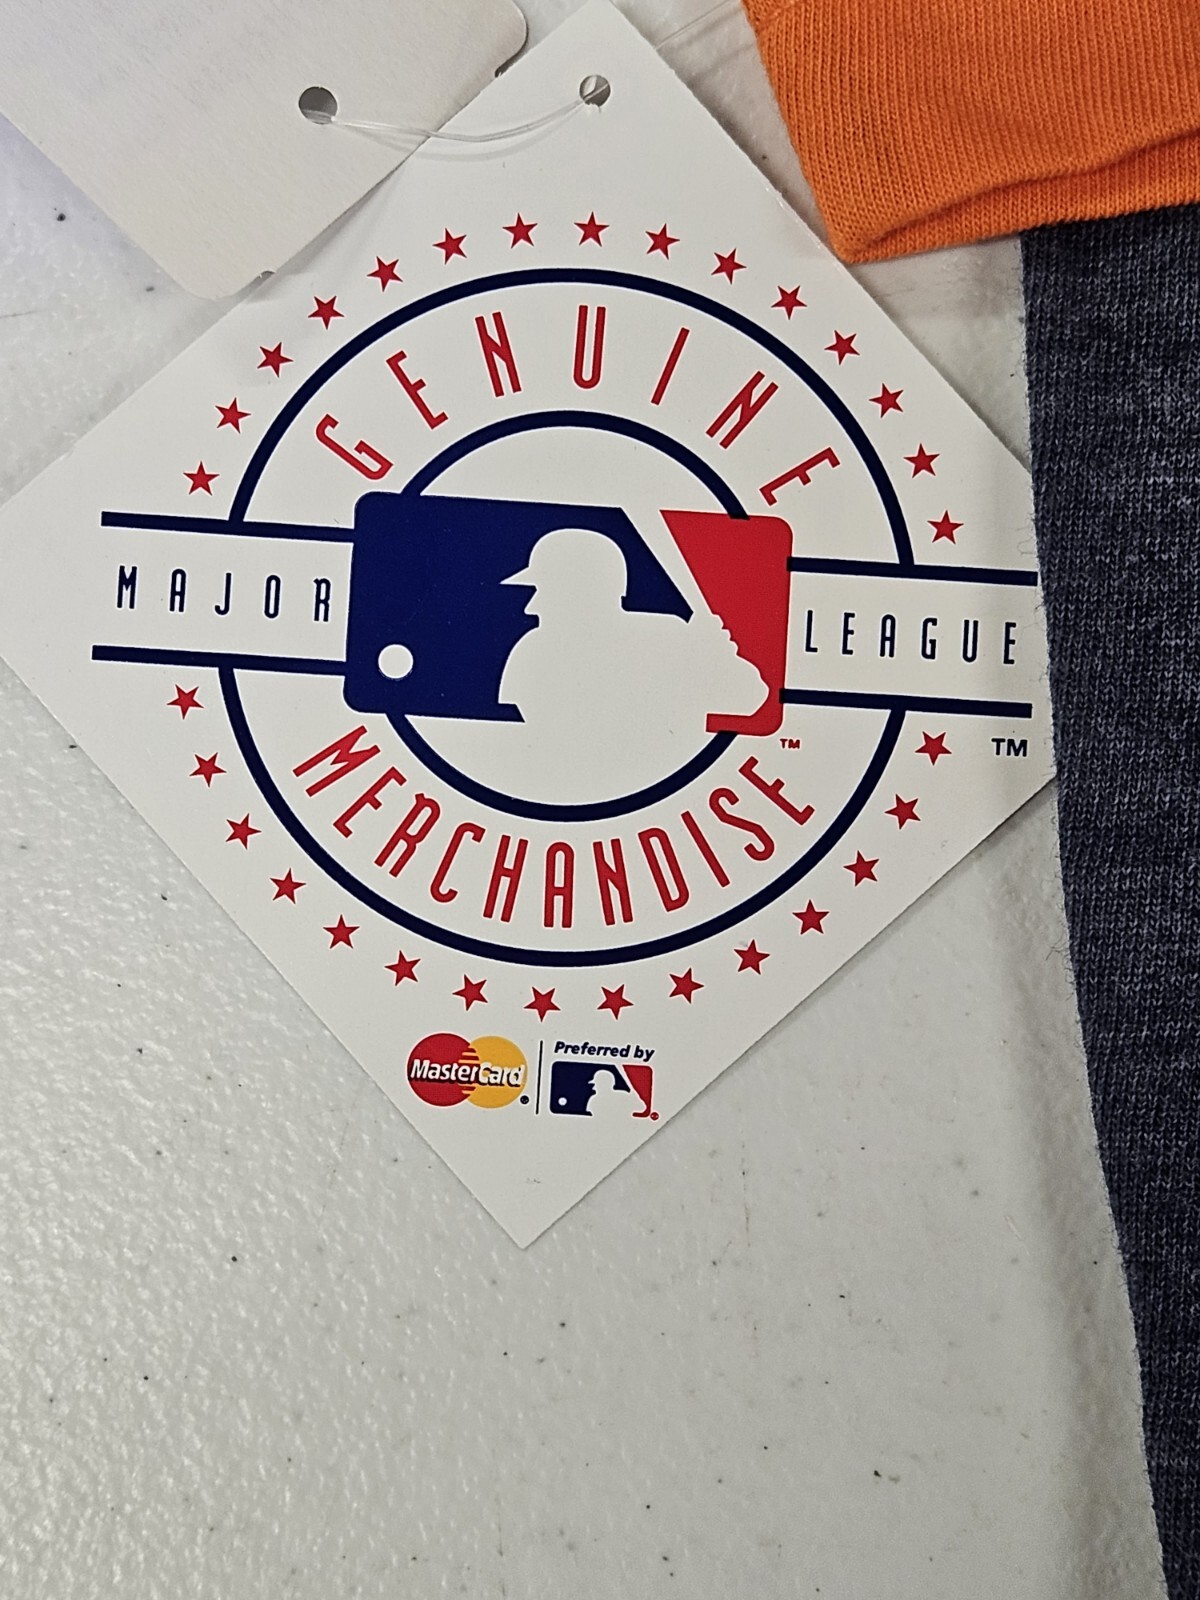 GENUINE
MAJOR LEAGUE
TM
TM
MERCHANDISE
MasterCard®
Preferred by
®